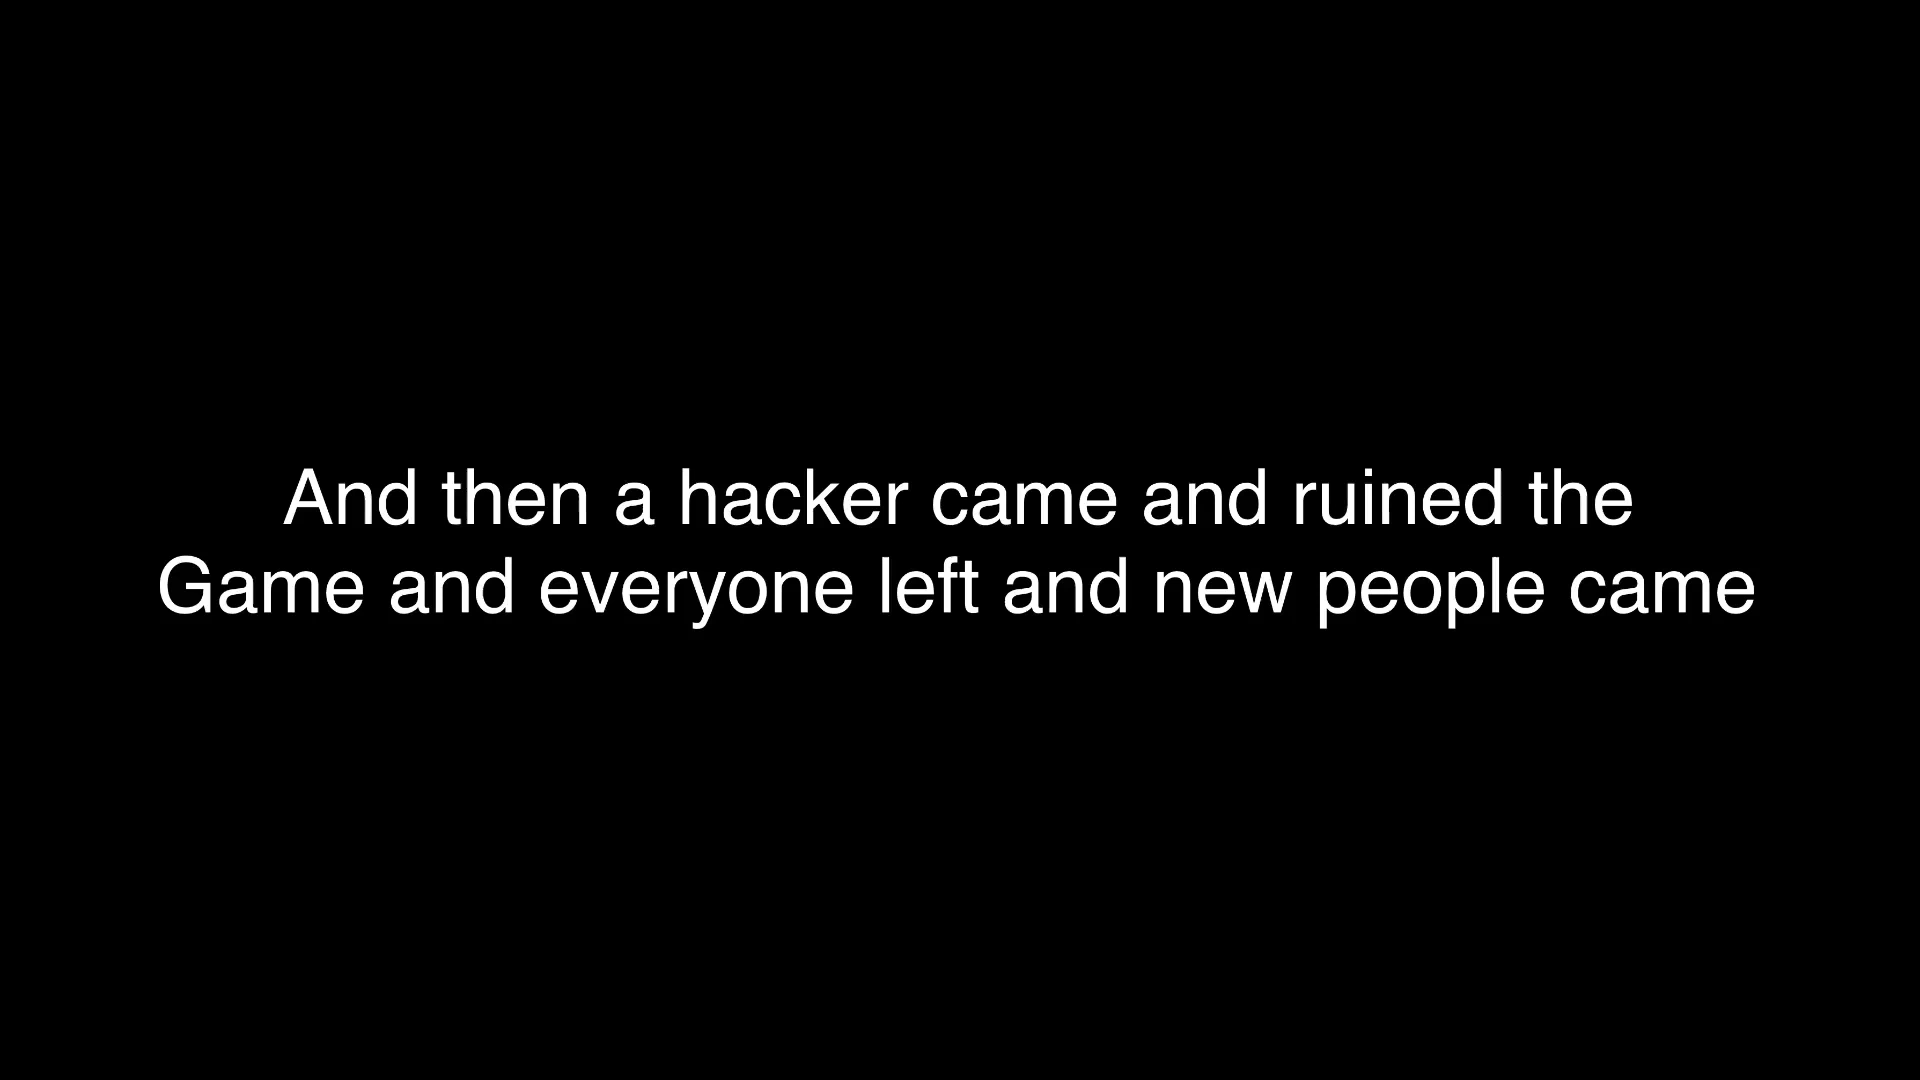 And then a hacker came and ruined the
Game and everyone left and new people came